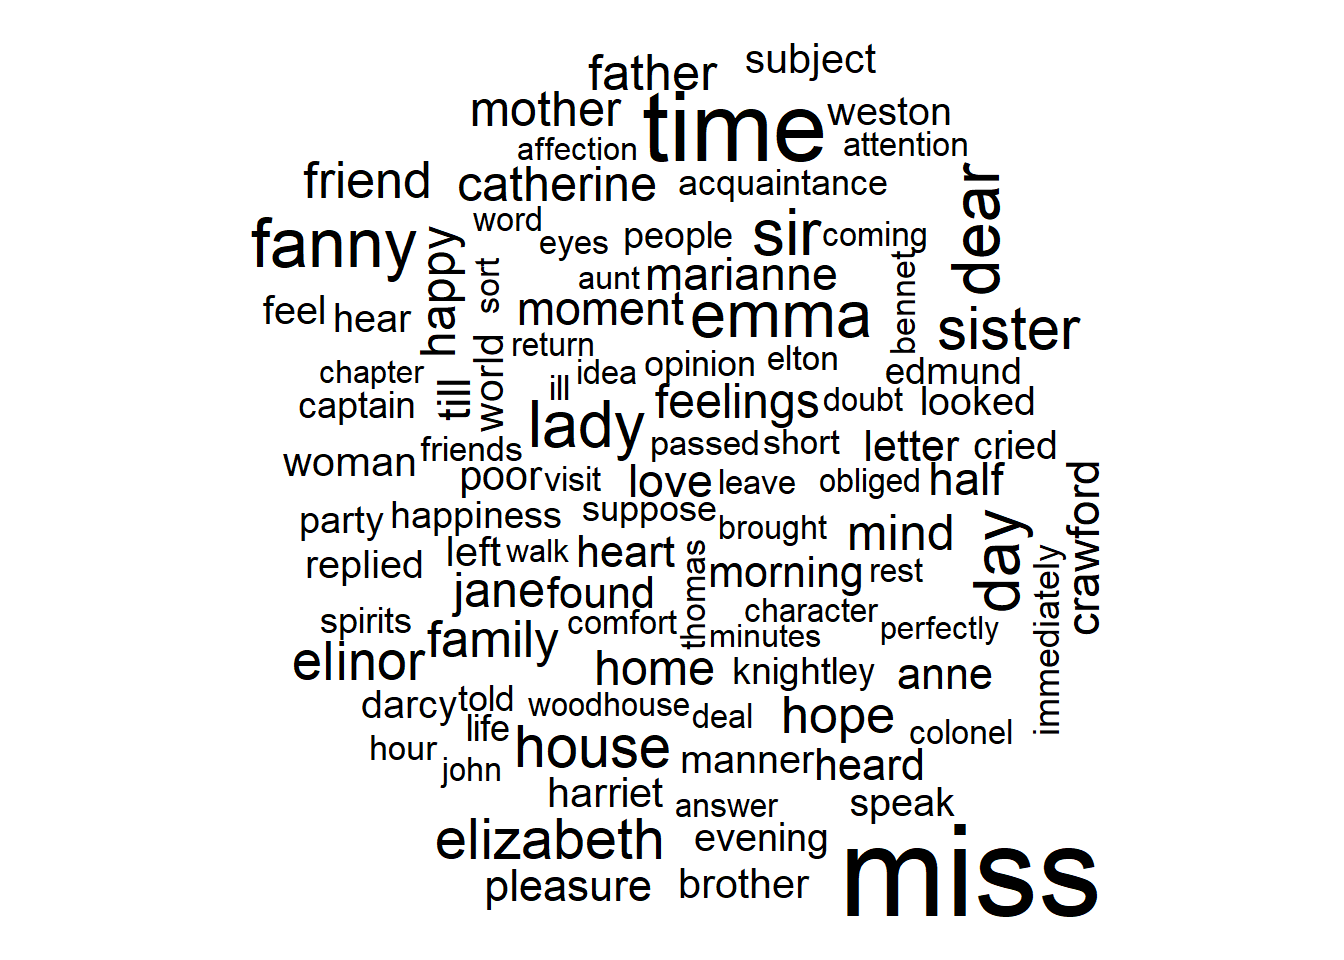 subject
father
mother
time
weston
affection
attention
friend
catherine
acquaintance
dear
fanny
word
eyes
people
sir
coming
happy
sort
aunt
marianne
bennet
feel
hear
moment
emma
sister
world
return
chapter
till
ill
idea
opinion
elton
edmund
captain
lady
feelings
doubt
looked
woman
friends
passed
short
letter
cried
poor
visit
love
leave
obliged
half
crawford
party
happiness
suppose
brought
mind
day
replied
left
walk
heart
thomas
morning
rest
immediately
jane
found
spirits
family
comfort
character
minutes
perfectly
elinor
home
knightley
anne
darcy
told
woodhouse
deal
hope
colonel
life
hour
john
house
manner
heard
harriet
answer
speak
elizabeth
evening
miss
pleasure
brother